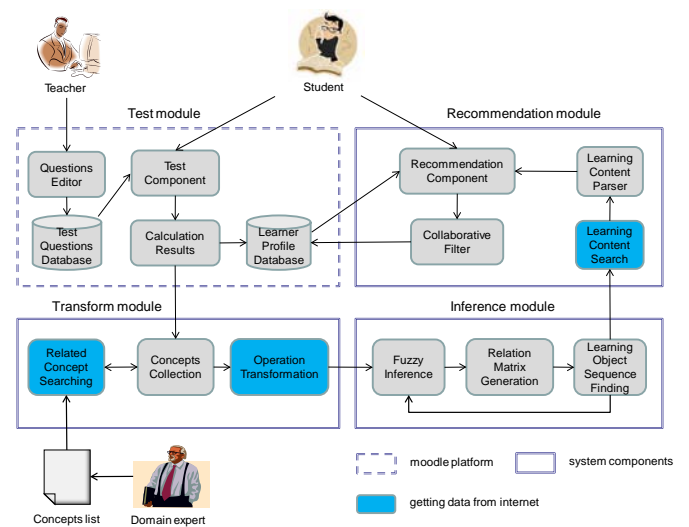 Teacher
Student
Test module
Recommendation module
Questions
Editor
Test
Component
Recommendation
Component
Learning
Content
Parser
Test
Questions
Database
Calculation
Results
Learner
Profile
Database
Collaborative
Filter
Learning
Content
Search
Transform module
Inference module
Related
Concept
Searching
Concepts
Collection
Operation
Transformation
Fuzzy
Inference
Relation
Matrix
Generation
Learning
Object
Sequence
Finding
moodle platform
system components
getting data from internet
Concepts list
Domain expert